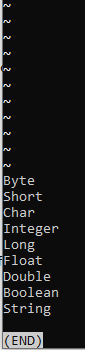 ~
~
~
~
~
~
~
~
~
~
~
Byte
Short
Char
Integer
Long
Float
Double
Boolean
String
(END)